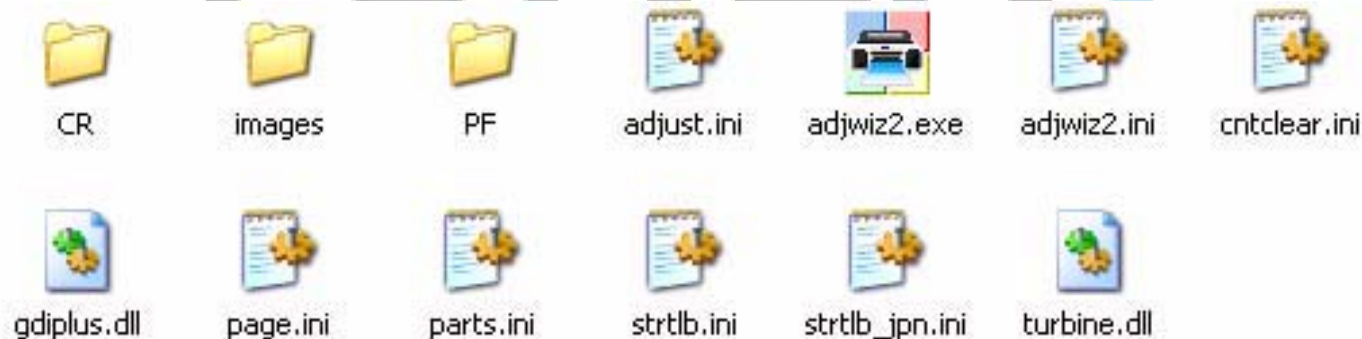 CR
images
PF
adjust.ini
adjwiz2.exe
adjwiz2.ini
cntclear.ini
gdiplus.dll
page.ini
parts.ini
strtlb.ini
strtlb_jpn.ini
turbine.dll